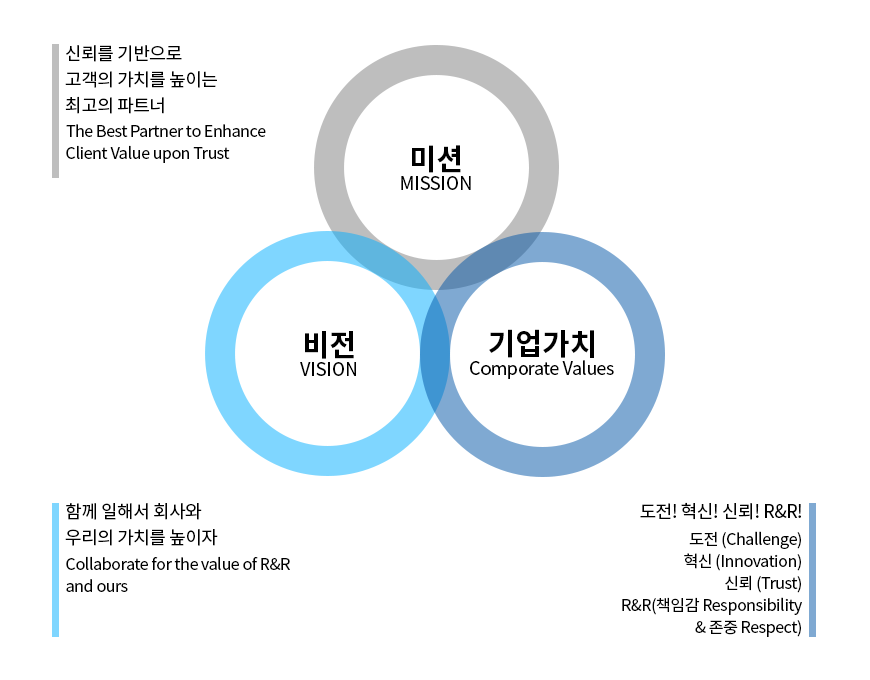 신뢰를 기반으로
고객의 가치를 높이는
최고의 파트너
The Best Partner to Enhance
Client Value upon Trust
미션
MISSION
비전
VISION
기업가치
Comporate Values
함께 일해서 회사와
우리의 가치를 높이자
Collaborate for the value of R&R
and ours
도전! 혁신! 신뢰! R&R!
도전 (Challenge)
혁신 (Innovation)
신뢰 (Trust)
R&R(책임감 Responsibility
& 존중 Respect)